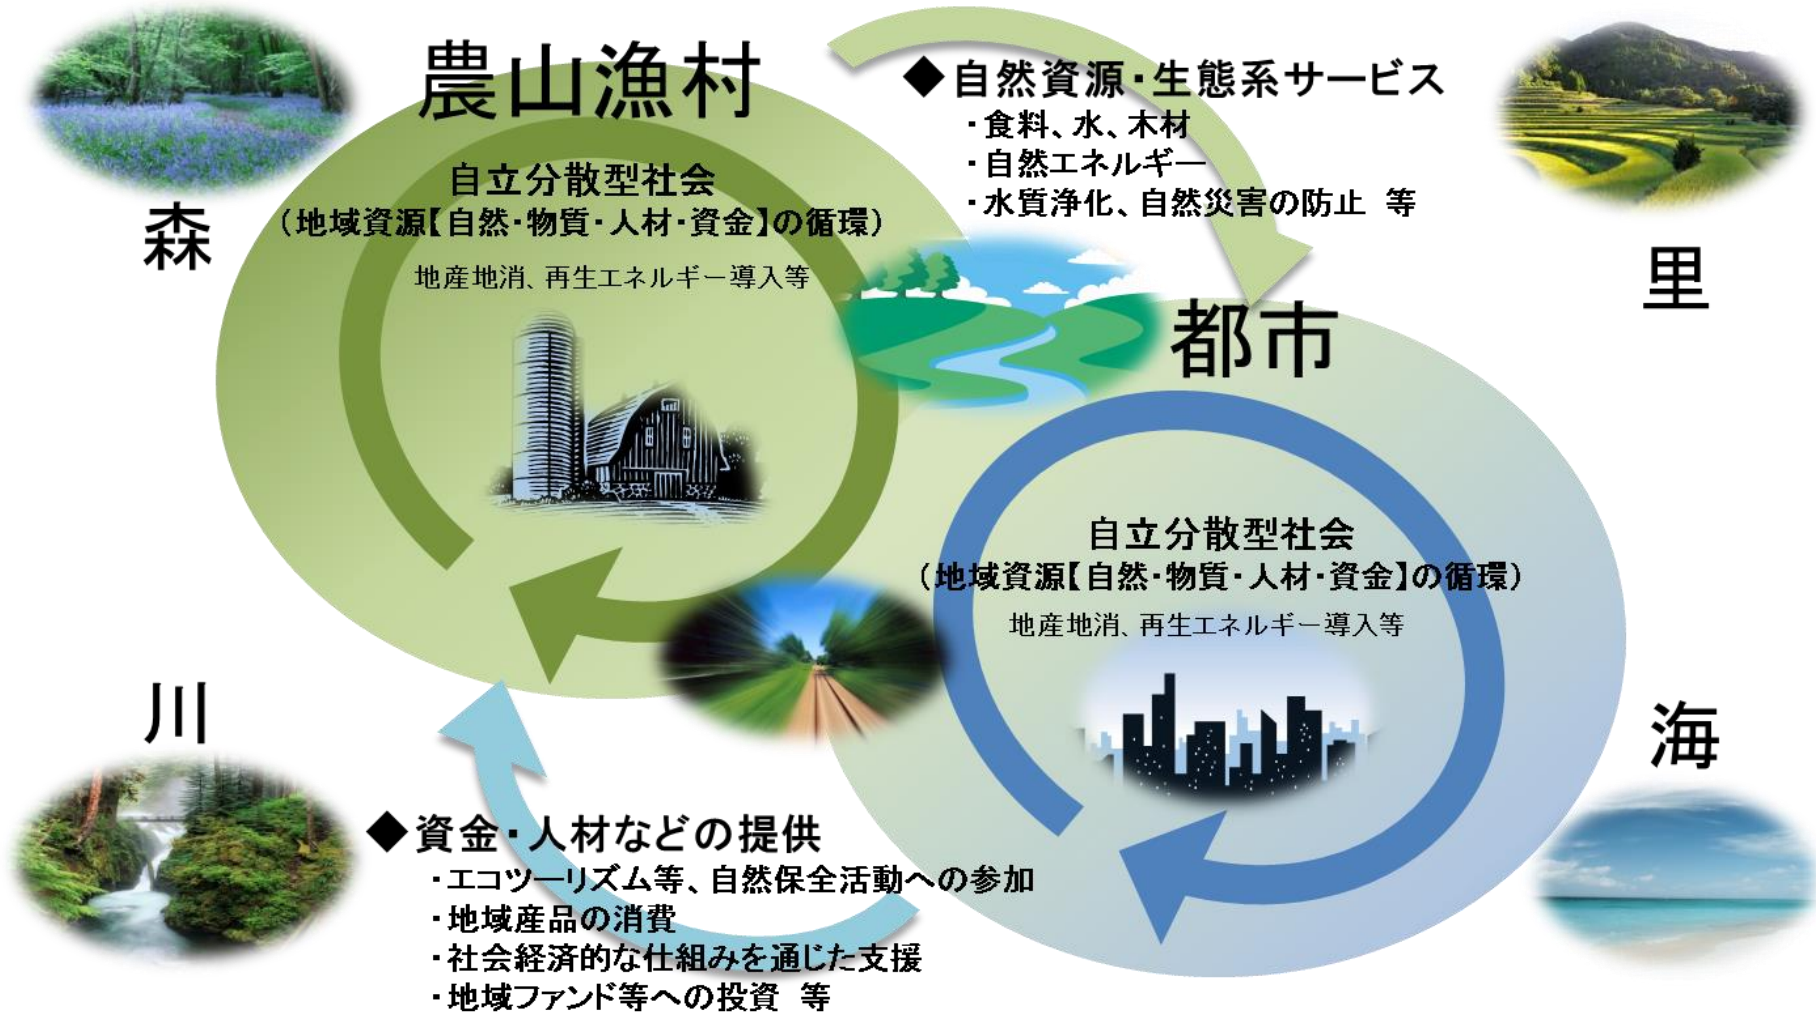 農山漁村
◆自然資源・生態系サービス
・食料、水、木材
・自然エネルギー
・水質浄化、自然災害の防止 等
自立分散型社会
（地域資源【自然・物質・人材・資金】の循環）
地産地消、再生エネルギー導入等
森
里
都市
自立分散型社会
（地域資源【自然・物質・人材・資金】の循環）
地産地消、再生エネルギー導入等
川
海
◆資金・人材などの提供
・エコツーリズム等、自然保全活動への参加
・地域産品の消費
・社会経済的な仕組みを通じた支援
・地域ファンド等への投資 等